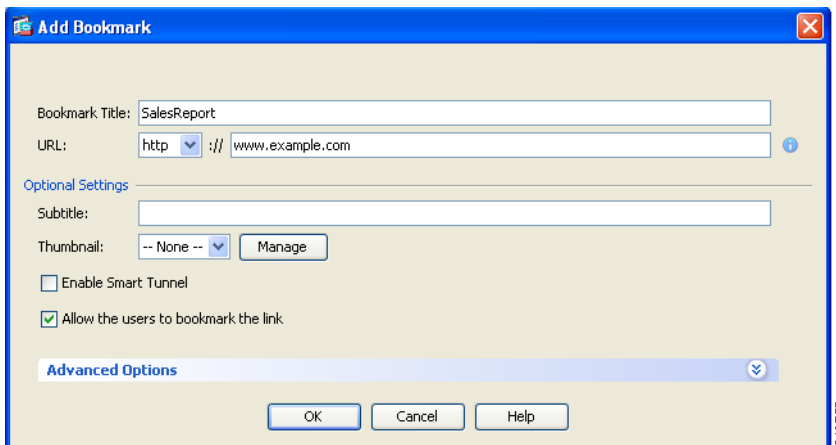 Add Bookmark
Bookmark Title: SalesReport
URL: http :// www.example.com
Optional Settings
Subtitle:
Thumbnail: -- None -- Manage
Enable Smart Tunnel
Allow the users to bookmark the link
Advanced Options
OK Cancel Help